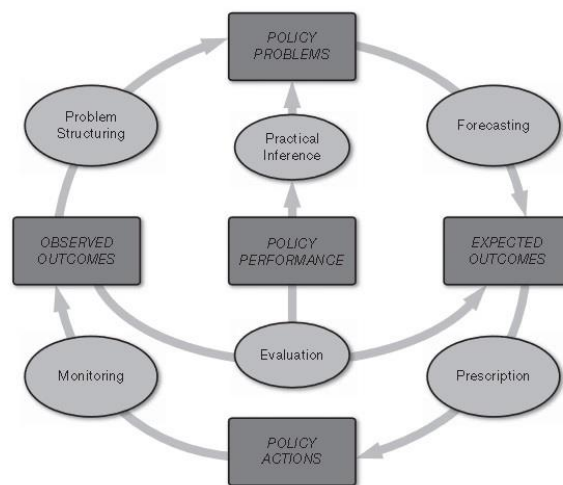 POLICY
PROBLEMS
Problem
Structuring
Practical
Inference
Forecasting
OBSERVED
OUTCOMES
POLICY
PERFORMANCE
EXPECTED
OUTCOMES
Monitoring
Evaluation
Prescription
POLICY
ACTIONS